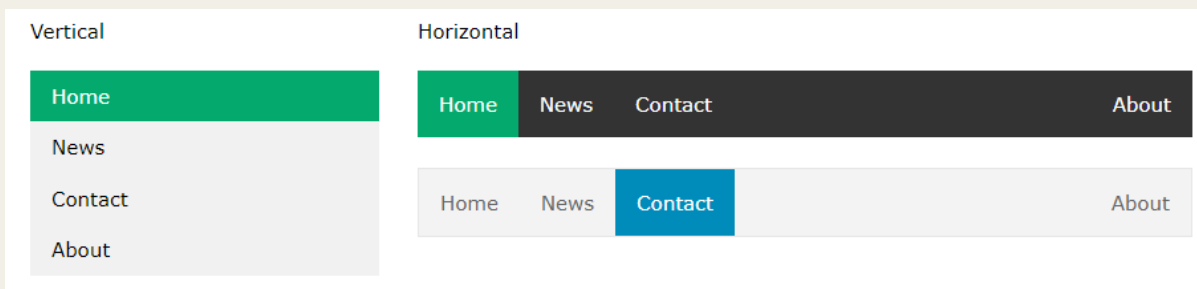 Vertical
Home
News
Contact
About
Horizontal
Home News Contact About
Home News Contact About